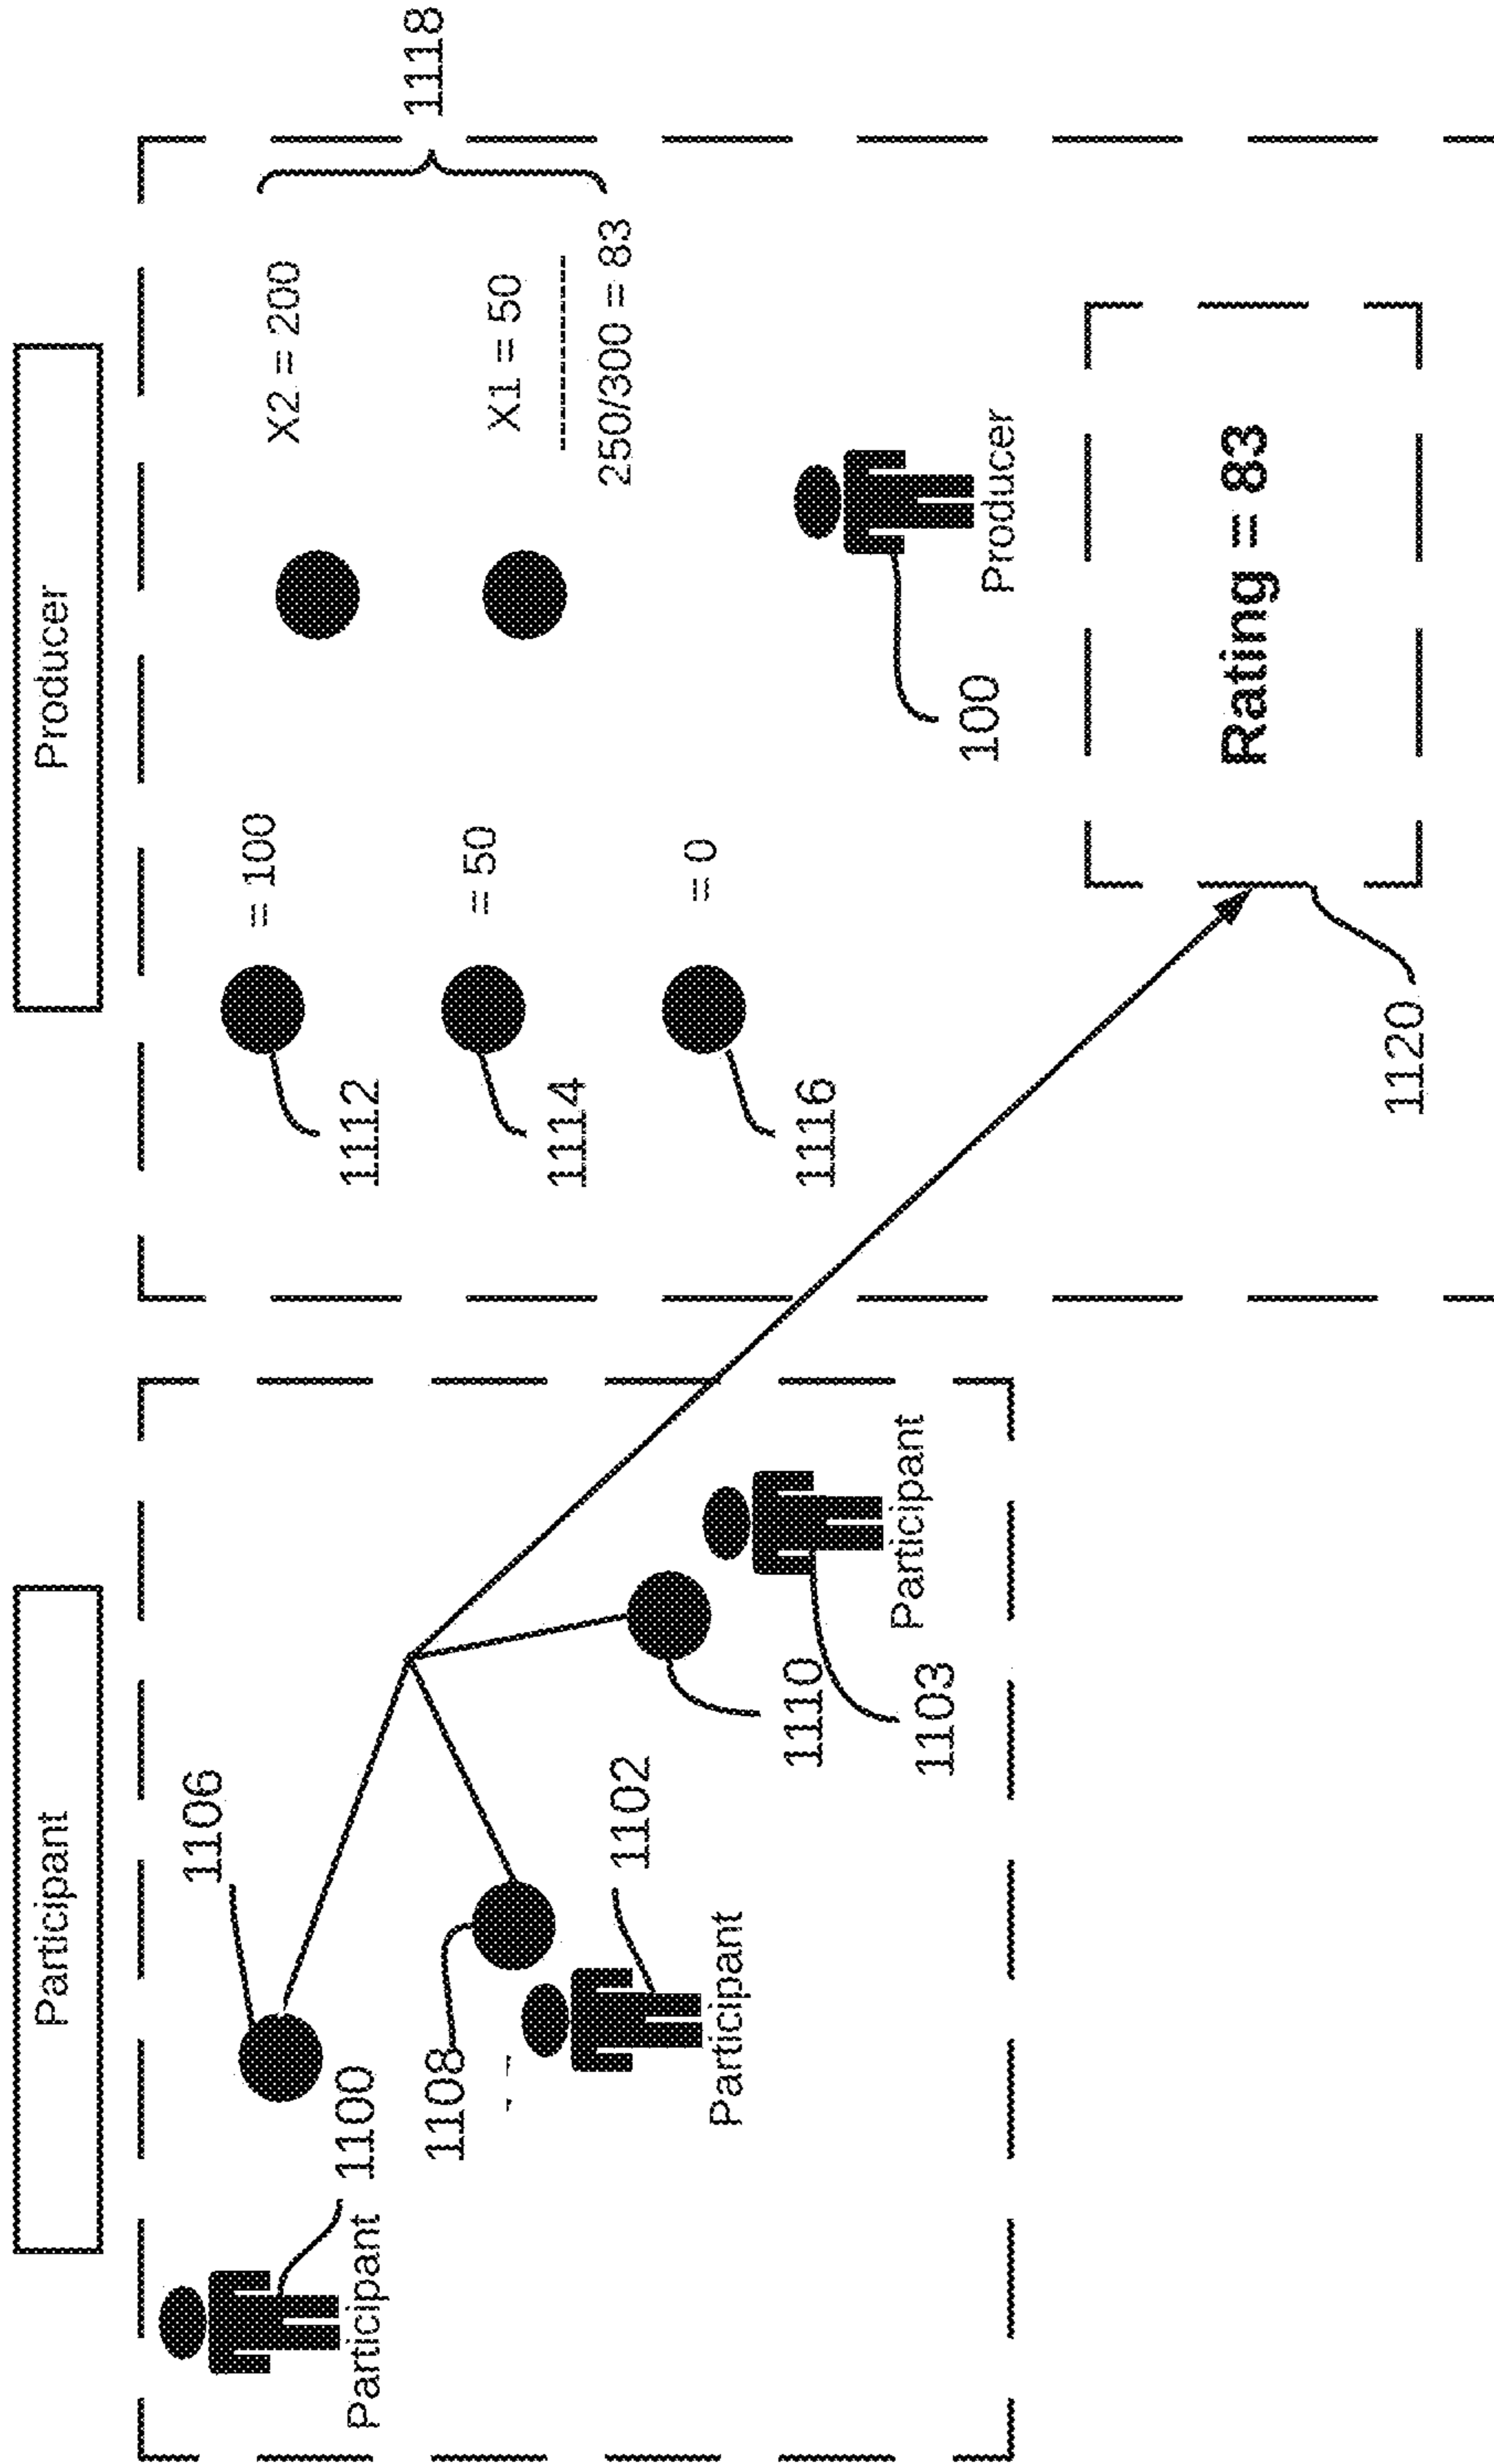 Participant
Producer
1106
1100
Participant
1108
1102
Participant
1110
1103
Participant
1112
= 100
1114
= 50
1116
= 0
X2 = 200
X1 = 50
250/300 = 83
1118
100
Producer
Rating = 83
1120